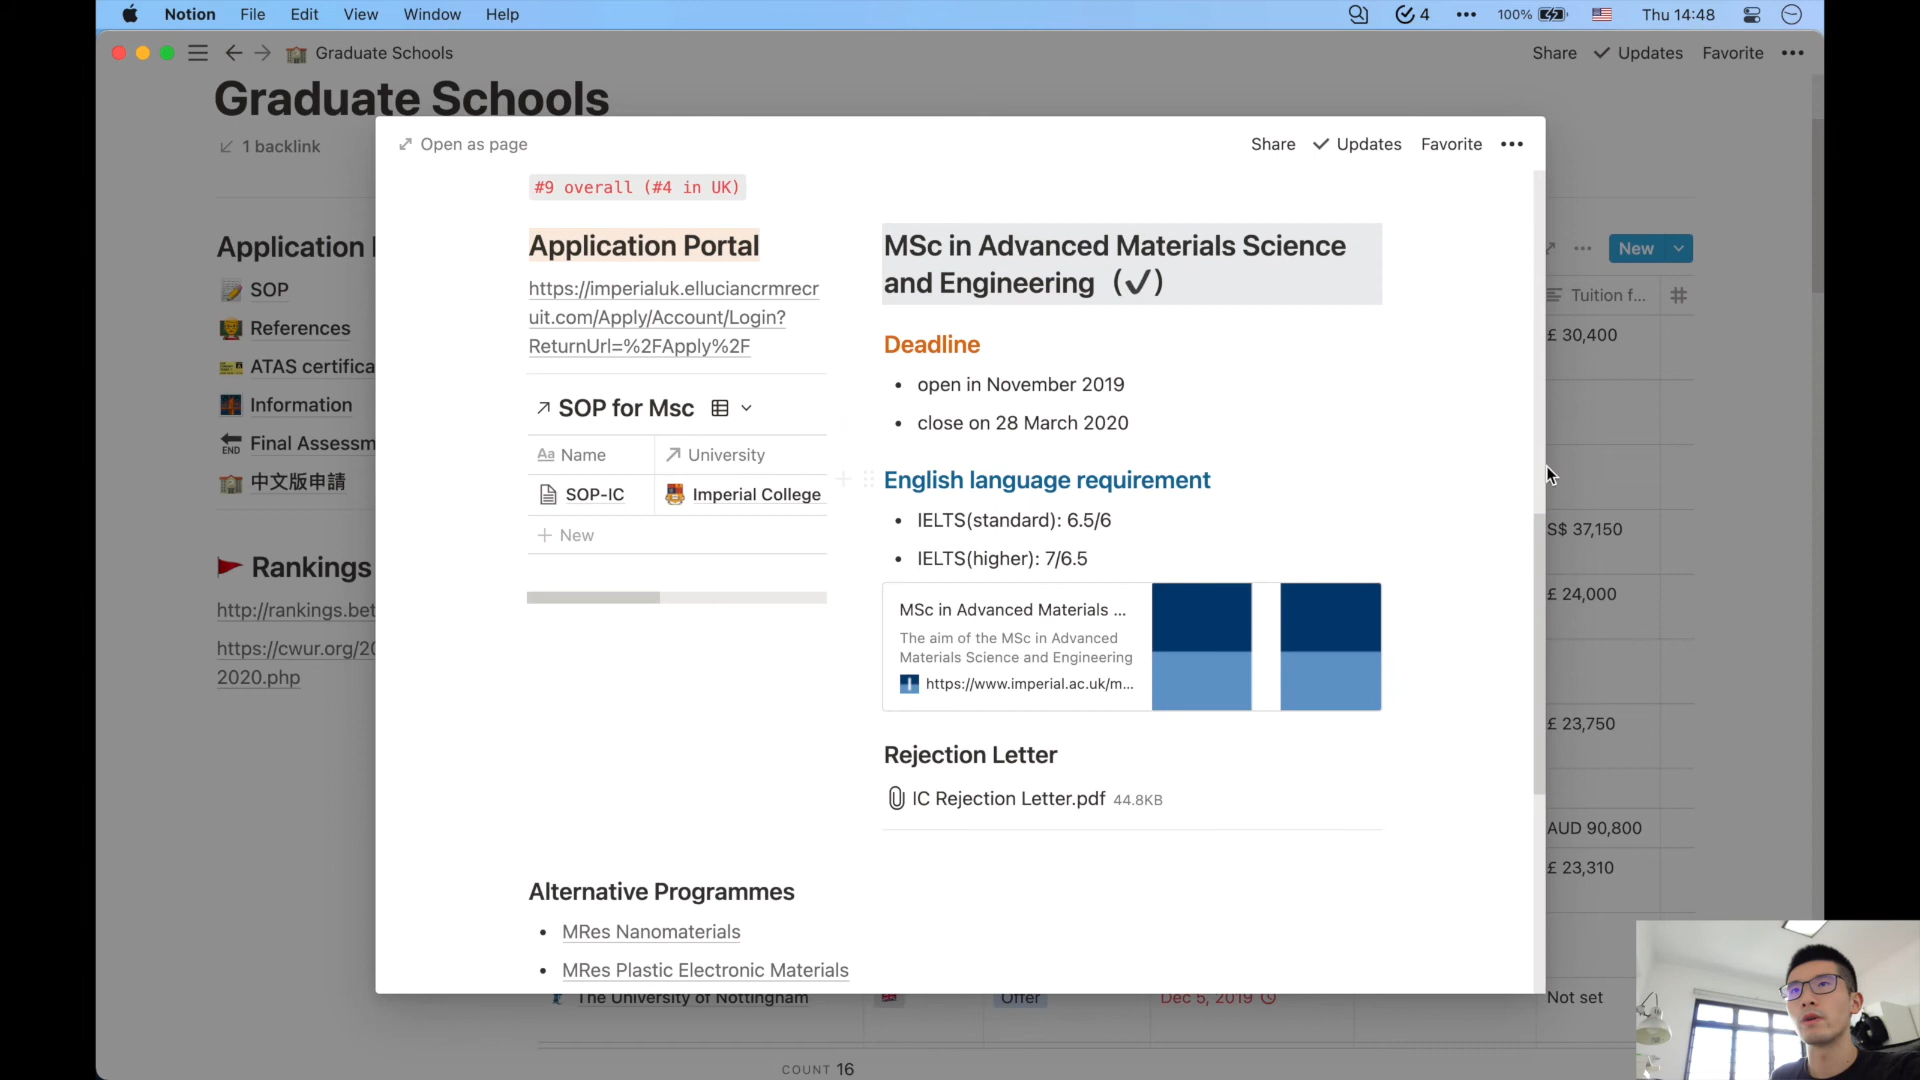 Notion File Edit View Window Help 4 100% Thu 14:48
Graduate Schools Share Updates Favorite
Graduate Schools
1 backlink
Application
SOP
References
ATAS certifica
Information
Final Assessm
END
中文版申請
Rankings
http://rankings.bet
https://cwur.org/20
2020.php
Open as page Share Updates Favorite
#9 overall (#4 in UK)
Application Portal
https://imperialuk.elluciancrmrecr
uit.com/Apply/Account/Login?
ReturnUrl=%2FApply%2F
SOP for Msc
Aa Name University
SOP-IC Imperial College
New
MSc in Advanced Materials Science
and Engineering (✓)
Deadline
• open in November 2019
• close on 28 March 2020
English language requirement
• IELTS(standard): 6.5/6
• IELTS(higher): 7/6.5
MSc in Advanced Materials ...
The aim of the MSc in Advanced
Materials Science and Engineering
https://www.imperial.ac.uk/m...
Rejection Letter
IC Rejection Letter.pdf 44.8KB
Alternative Programmes
• MRes Nanomaterials
• MRes Plastic Electronic Materials
New
Tuition f...
£ 30,400
S$ 37,150
£ 24,000
£ 23,750
AUD 90,800
£ 23,310
The University of Nottingham Offer Dec 5, 2019 Not set
COUNT 16